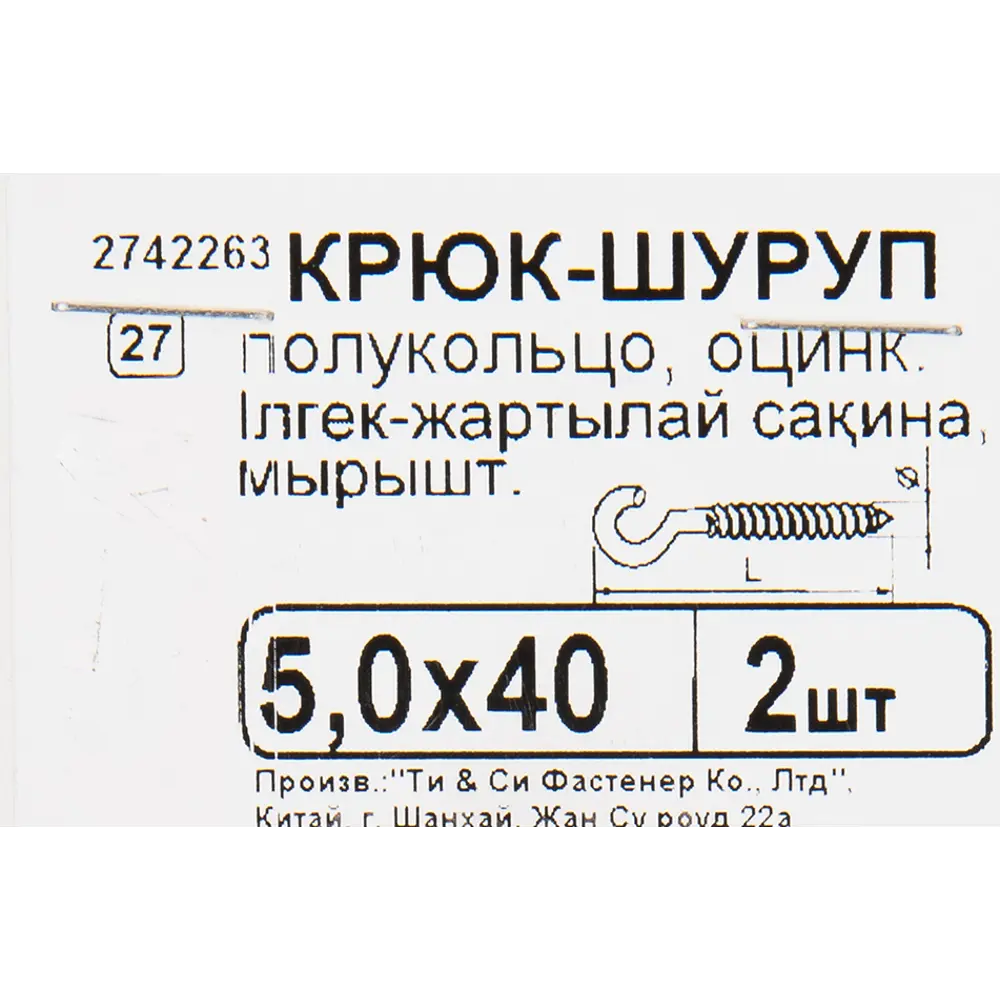 2742263 КРЮК-ШУРУП
27 полукольцо, оцинк.
Ілгек-жартылай сақина,
мырышт.
Ø
L
5,0х40 2шт
Произв.:"Ти & Си Фастенер Ко., Лтд",
Китай, г. Шанхай, Жан Су роуд 22а